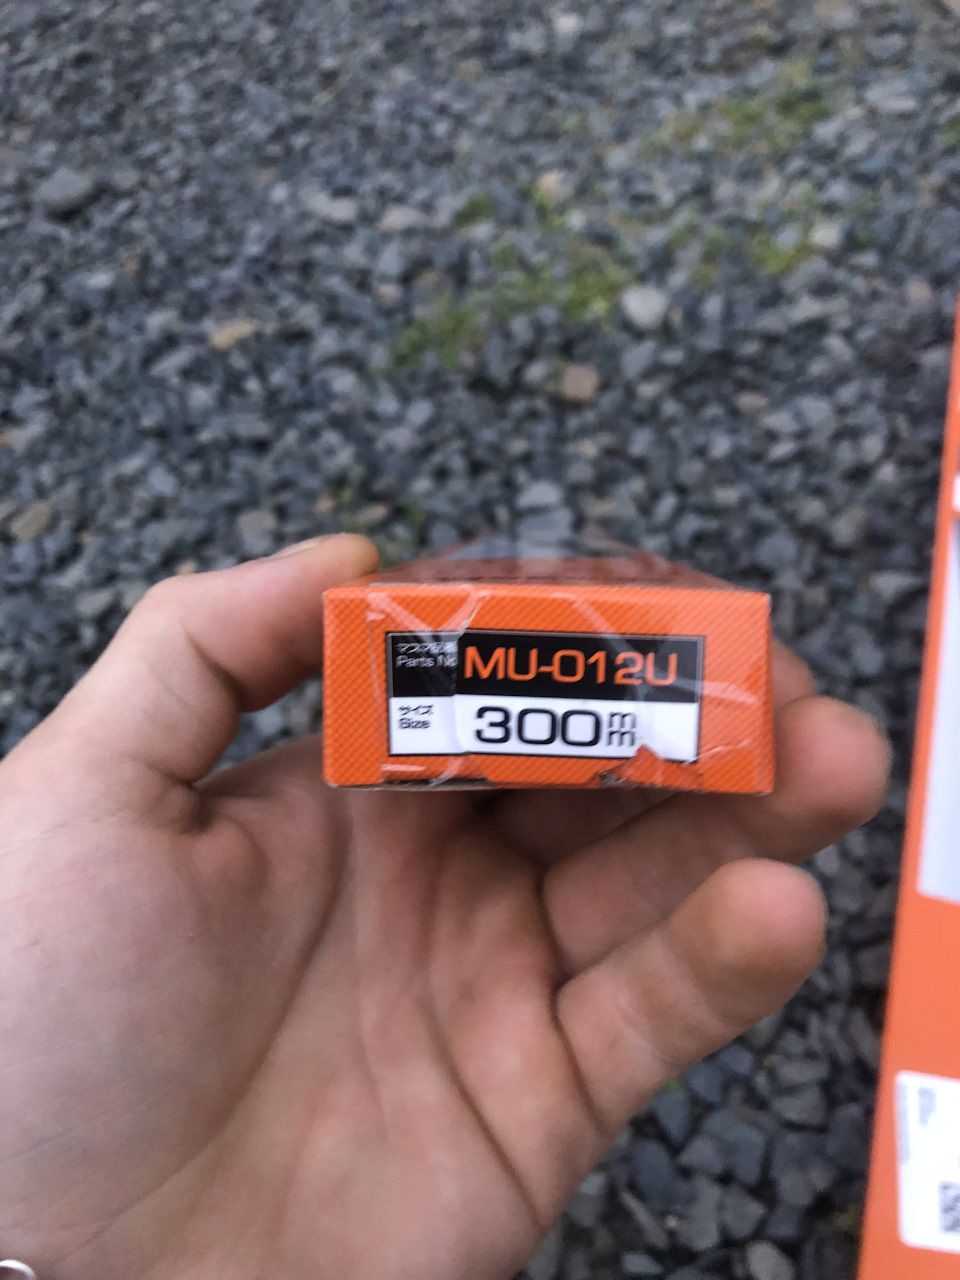 Parts No
MU-012U
サイズ
Size
300mm